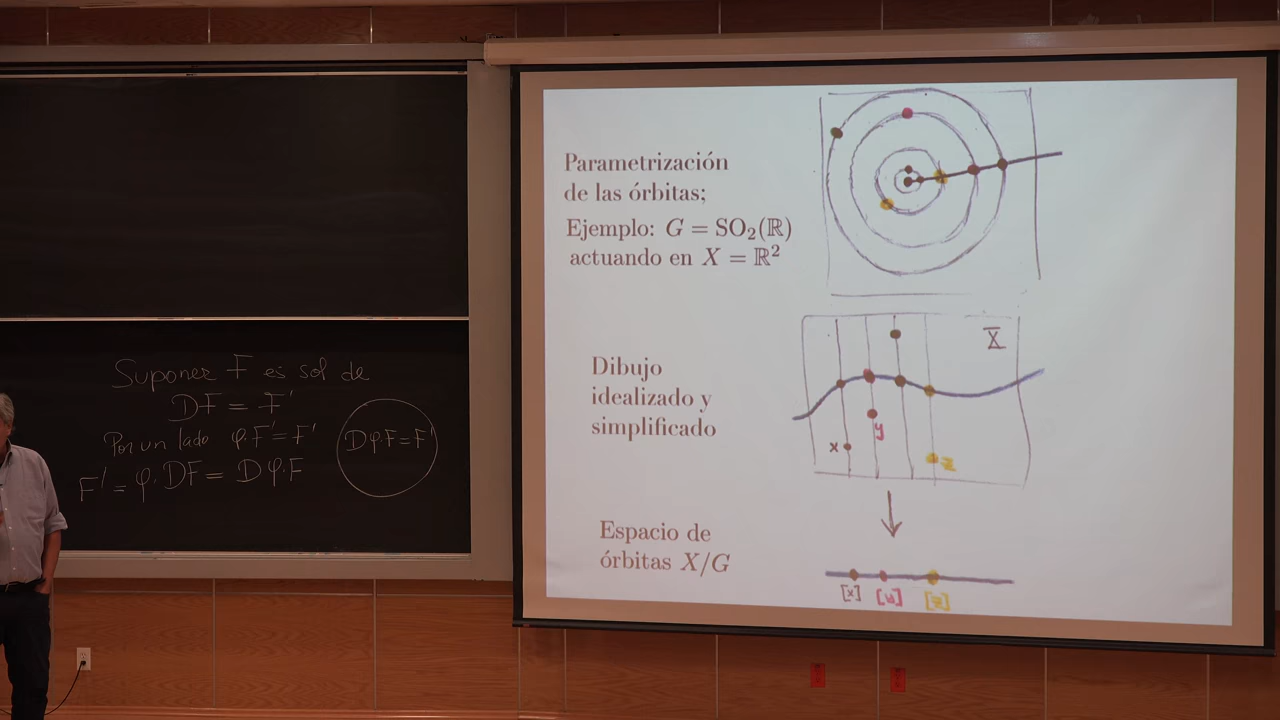 Suponer F es sol de
DF = F'
Por un lado φ·F' = F'
F' = φ·DF = Dφ·F
Dφ·F = F'
Parametrización
de las órbitas;
Ejemplo: G = SO₂(ℝ)
actuando en X = ℝ²
Dibujo
idealizado y
simplificado
X
x
y
z
Espacio de
órbitas X/G
[x] [y] [z]